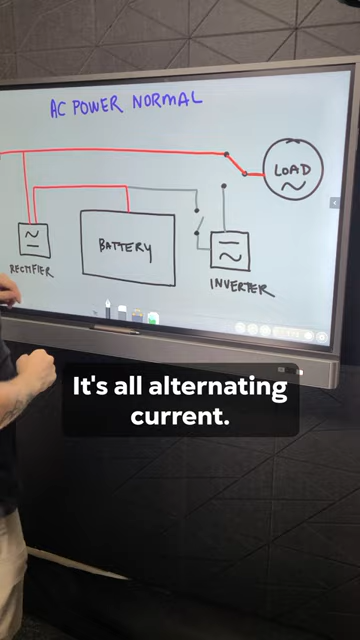 AC POWER NORMAL
LOAD
BATTERY
RECTIFIER
INVERTER
It's all alternating
current.